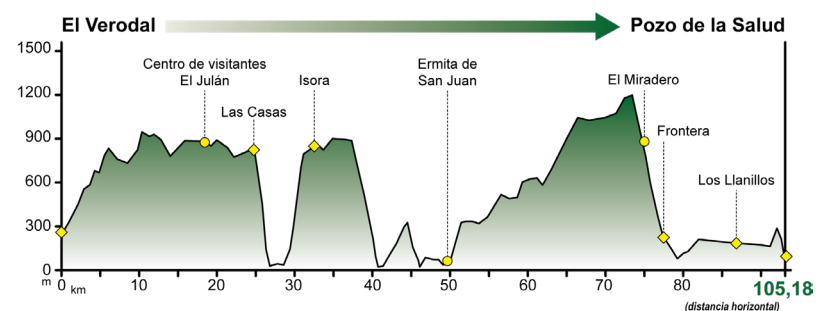 El Verodal
Pozo de la Salud
1500
1200
900
600
300
0
m
Centro de visitantes
El Julán
Las Casas
Isora
Ermita de
San Juan
El Miradero
Frontera
Los Llanillos
0 km
10
20
30
40
50
60
70
80
90
105,18
(distancia horizontal)